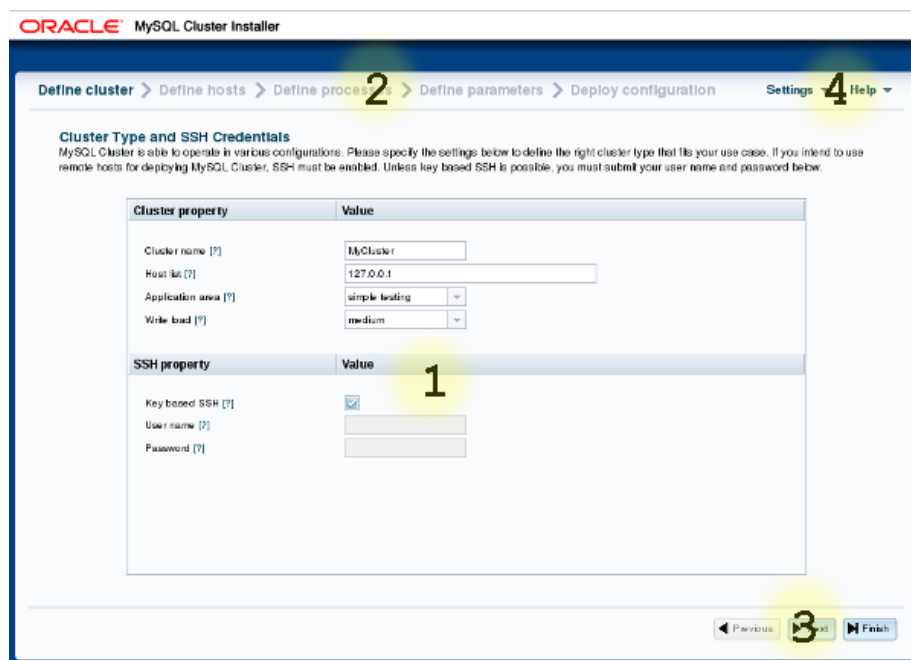 ORACLE MySQL Cluster Installer
Define cluster Define hosts Define processes Define parameters Deploy configuration Settings Help
2
4
Cluster Type and SSH Credentials
MySQL Cluster is able to operate in various configurations. Please specify the settings below to define the right cluster type that fits your use case. If you intend to use
remote hosts for deploying MySQL Cluster, SSH must be enabled. Unless key based SSH is possible, you must submit your user name and password below.
Cluster property Value
Cluster name [?] MyCluster
Host list [?] 127.0.0.1
Application area [?] simple testing
Write load [?] medium
SSH property Value
1
Key based SSH [?]
User name [?]
Password [?]
Previous Next Finish
3